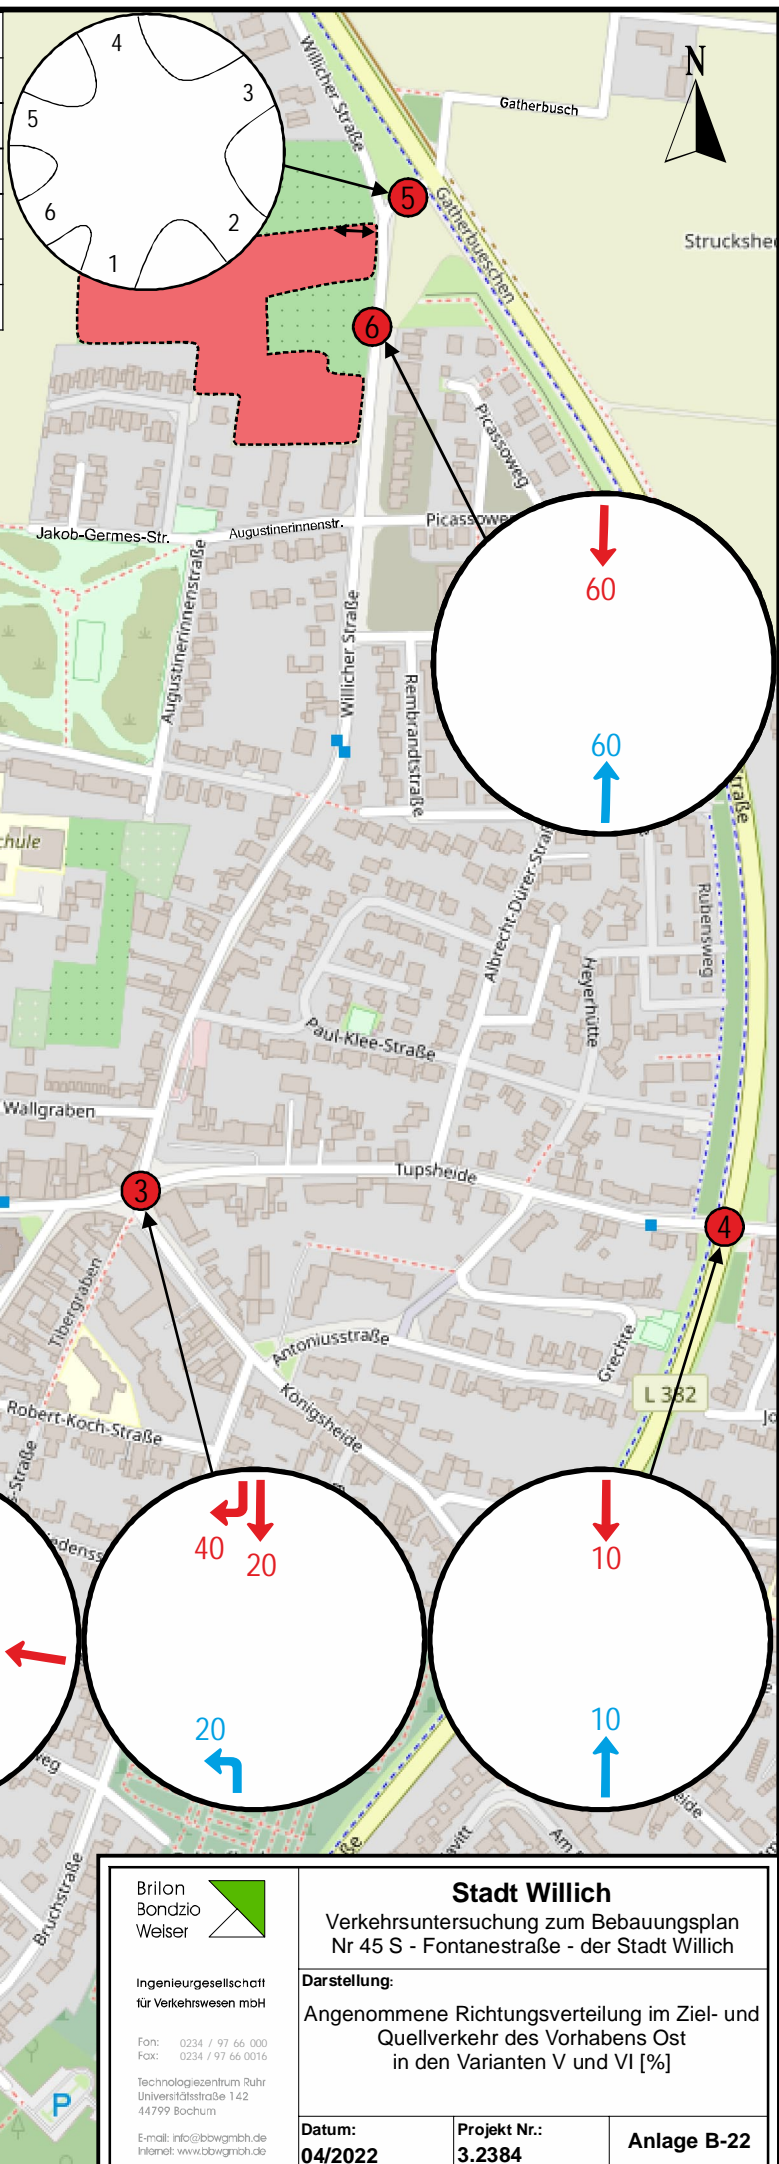 4
3
5
6
2
1
Willicher Straße
Gatherbusch
N
5
Gatherbueschen
6
Picassoweg
Jakob-Germes-Str.
Augustinerinnenstr.
60
60
Augustinerinnenstraße
Willicher Straße
Rembrandtstraße
Albrecht-Dürer-Straße
Rubensweg
Heyerhütte
Paul-Klee-Straße
Wallgraben
Tupsheide
3
4
Tibergraben
Antoniusstraße
Grechte
L 382
Königsheide
Robert-Koch-Straße
40
20
20
10
10
Bruchstraße
P
Brilon
Bondzio
Weiser
Ingenieurgesellschaft
für Verkehrswesen mbH
Fon: 0234 / 97 66 000
Fax: 0234 / 97 66 0016
Technologiezentrum Ruhr
Universitätsstraße 142
44799 Bochum
E-mail: info@bbwgmbh.de
Internet: www.bbwgmbh.de
Stadt Willich
Verkehrsuntersuchung zum Bebauungsplan
Nr 45 S - Fontanestraße - der Stadt Willich
Darstellung:
Angenommene Richtungsverteilung im Ziel- und
Quellverkehr des Vorhabens Ost
in den Varianten V und VI [%]
Datum:
04/2022
Projekt Nr.:
3.2384
Anlage B-22